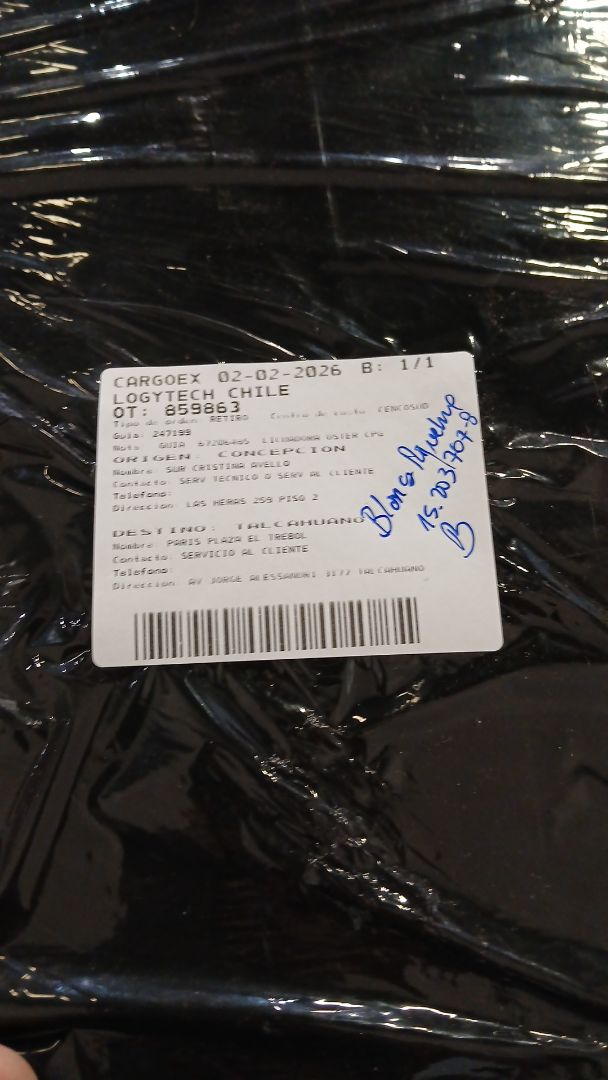 CARGOEX 02-02-2026 B: 1/1
LOGYTECH CHILE
OT: 859863
Tipo de orden RETIRO Centro de costo CENCOSUD
Guia: 247199
Nota GUIA 67206465 LICUADORA OSTER CPG
ORIGEN: CONCEPCION
Nombre: SUR CRISTINA AVELLO
Contacto: SERV TECNICO O SERV AL CLIENTE
Telefono:
Direccion: LAS HERAS 259 PISO 2
DESTINO: TALCAHUANO
Nombre: PARIS PLAZA EL TREBOL
Contacto: SERVICIO AL CLIENTE
Telefono:
Direccion: AV JORGE ALESSANDRI 3177 TALCAHUANO
Blanca
15.203.707-8
B